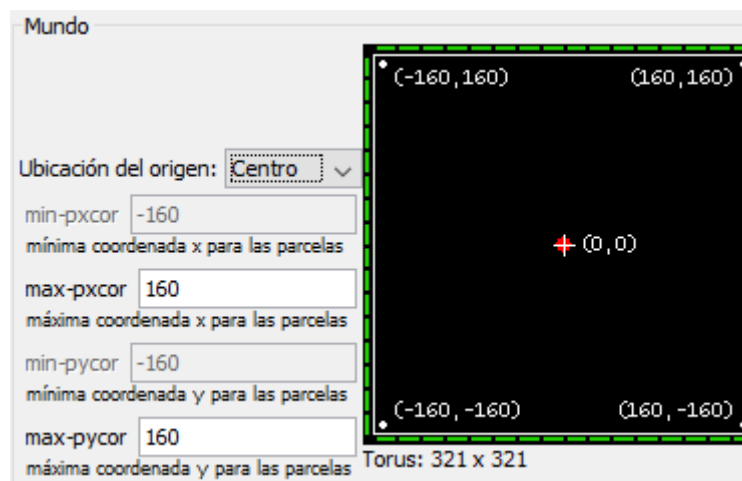 Mundo
(-160,160) (160,160)
Ubicación del origen: Centro
min-pxcor -160
mínima coordenada x para las parcelas
(0,0)
max-pxcor 160
máxima coordenada x para las parcelas
min-pycor -160
mínima coordenada y para las parcelas
(-160,-160) (160,-160)
max-pycor 160
máxima coordenada y para las parcelas
Torus: 321 x 321